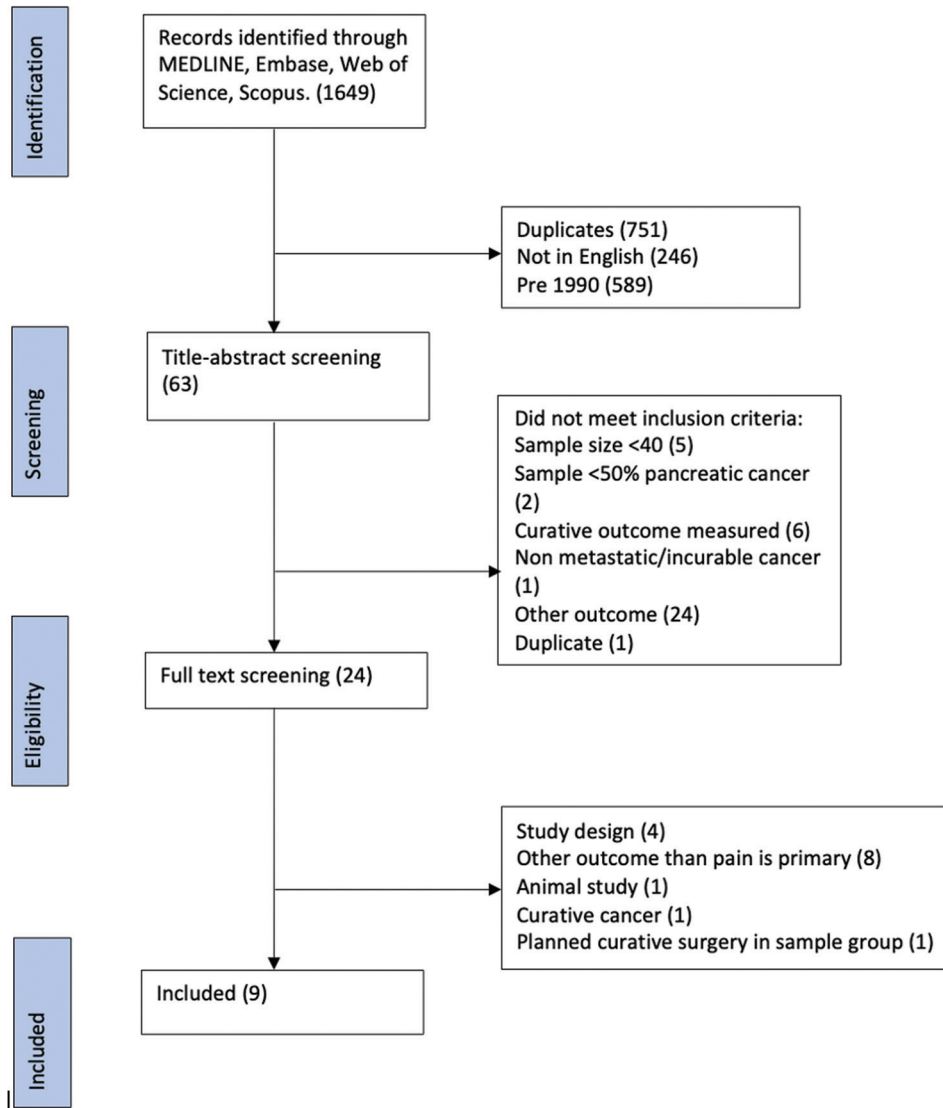 Identification
Records identified through
MEDLINE, Embase, Web of
Science, Scopus. (1649)
Duplicates (751)
Not in English (246)
Pre 1990 (589)
Screening
Title-abstract screening
(63)
Did not meet inclusion criteria:
Sample size <40 (5)
Sample <50% pancreatic cancer
(2)
Curative outcome measured (6)
Non metastatic/incurable cancer
(1)
Other outcome (24)
Duplicate (1)
Eligibility
Full text screening (24)
Study design (4)
Other outcome than pain is primary (8)
Animal study (1)
Curative cancer (1)
Planned curative surgery in sample group (1)
Included
Included (9)